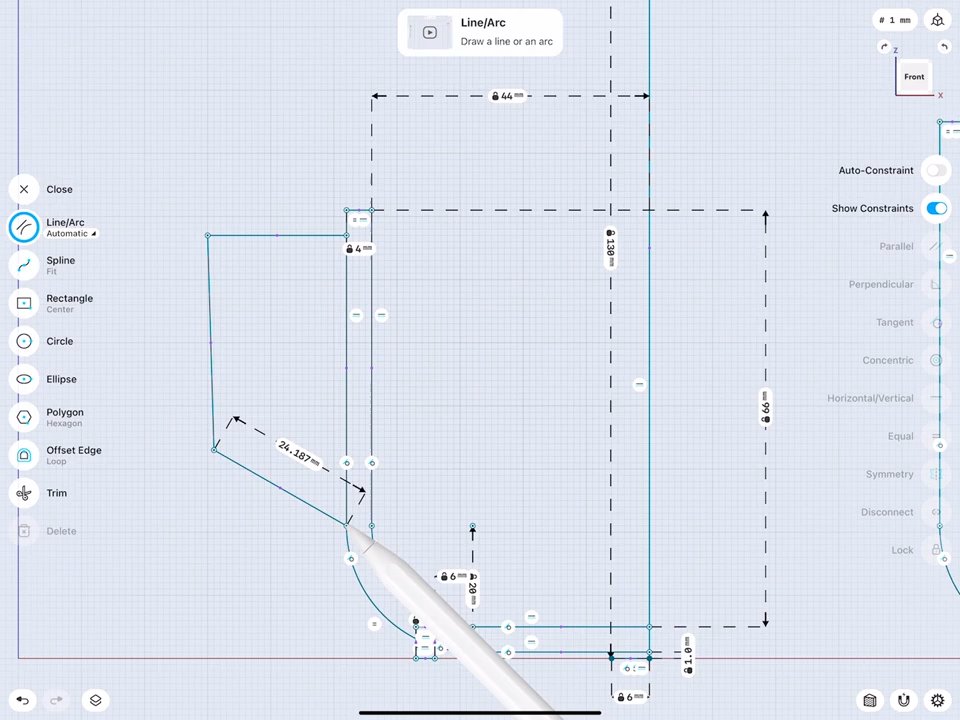 Line/Arc
Draw a line or an arc
# 1 mm
Z
Front
X
44 mm
Auto-Constraint
Show Constraints
Close
Line/Arc
Automatic
Spline
Fit
Rectangle
Center
Circle
Ellipse
Polygon
Hexagon
Offset Edge
Loop
Trim
Delete
4 mm
130 mm
66 mm
24.187 mm
6 mm
20 mm
1.0 mm
6 mm
Parallel
Perpendicular
Tangent
Concentric
Horizontal/Vertical
Equal
Symmetry
Disconnect
Lock